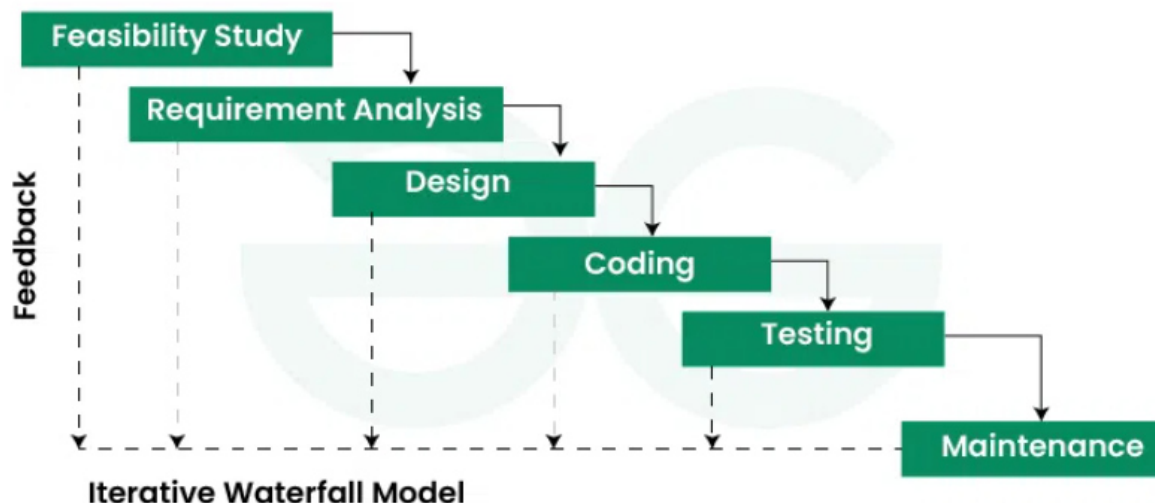 Feasibility Study
Requirement Analysis
Design
Coding
Testing
Maintenance
Feedback
Iterative Waterfall Model